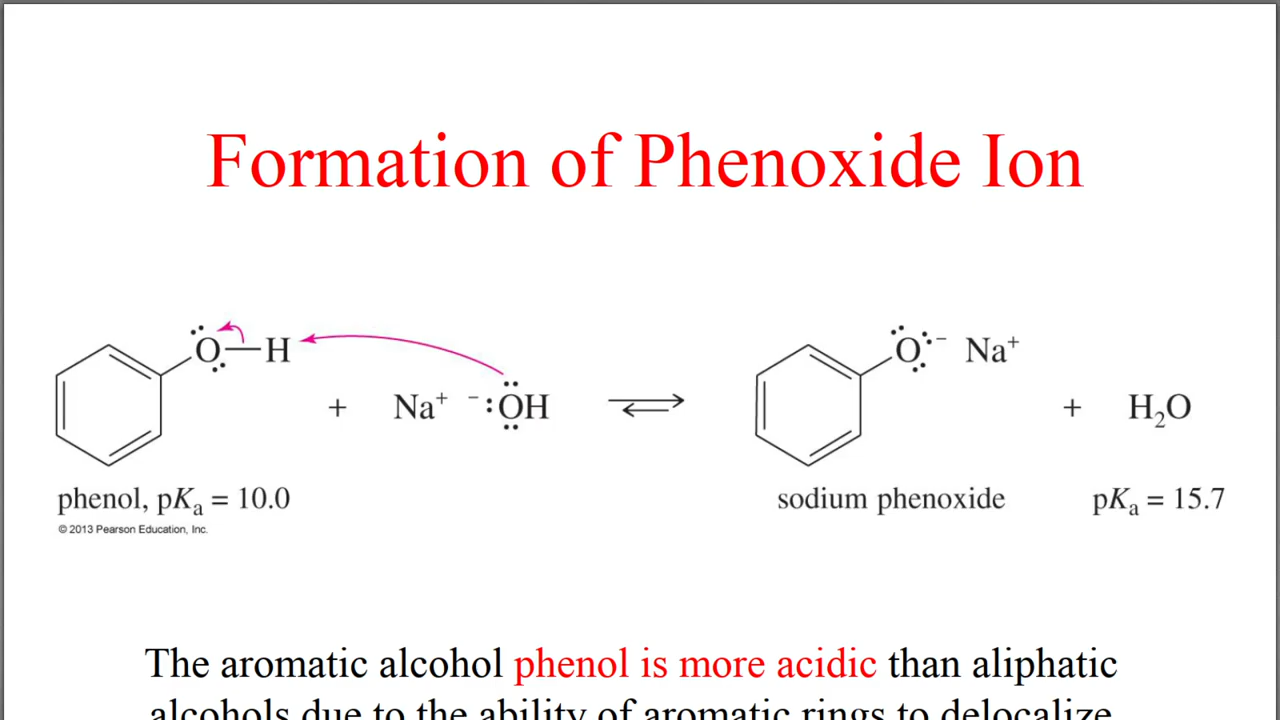 Formation of Phenoxide Ion
O—H
+ Na⁺ ⁻:OH
O⁻ Na⁺
+ H₂O
phenol, pKₐ = 10.0
sodium phenoxide
pKₐ = 15.7
© 2013 Pearson Education, Inc.
The aromatic alcohol phenol is more acidic than aliphatic
alcohols due to the ability of aromatic rings to delocalize